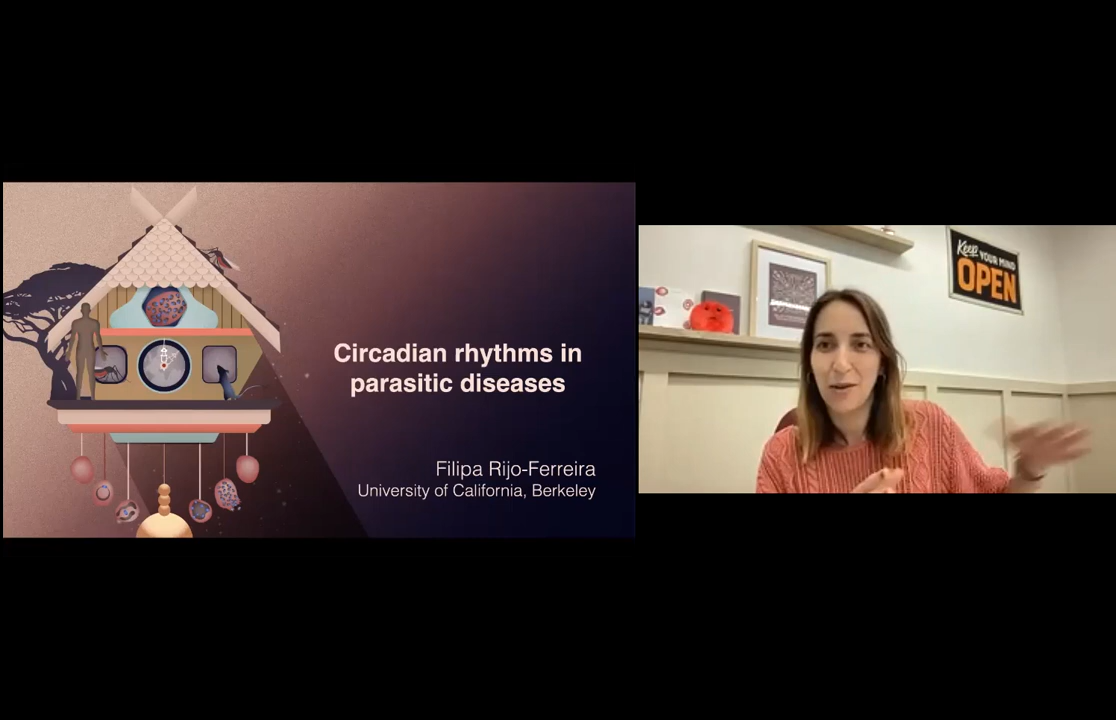 Circadian rhythms in
parasitic diseases
Filipa Rijo-Ferreira
University of California, Berkeley
Keep YOUR MIND
OPEN